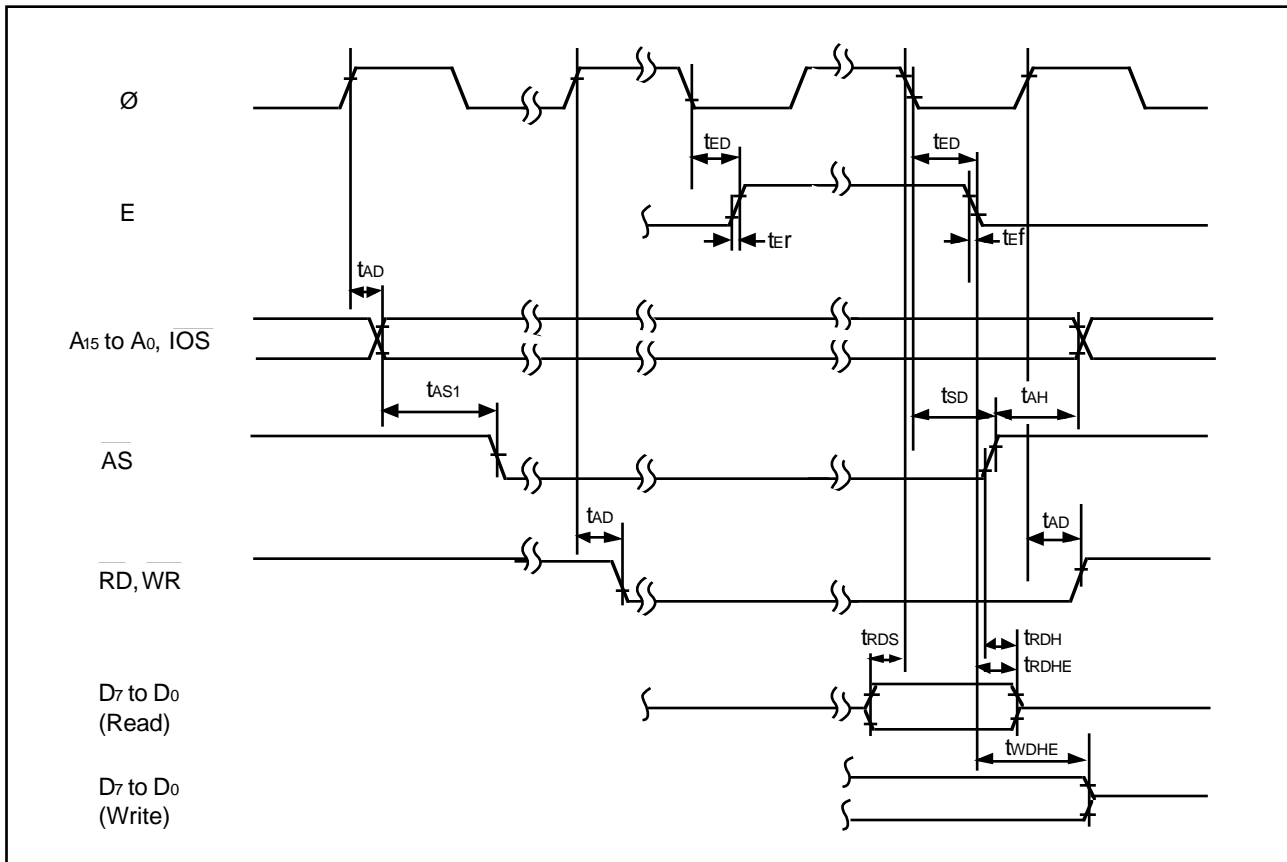 Ø
tED
tED
E
tEr
tEf
tAD
A15 to A0, IOS
tAS1
tSD
tAH
AS
tAD
tAD
RD, WR
tRDS
tRDH
tRDHE
D7 to D0
(Read)
tWDHE
D7 to D0
(Write)